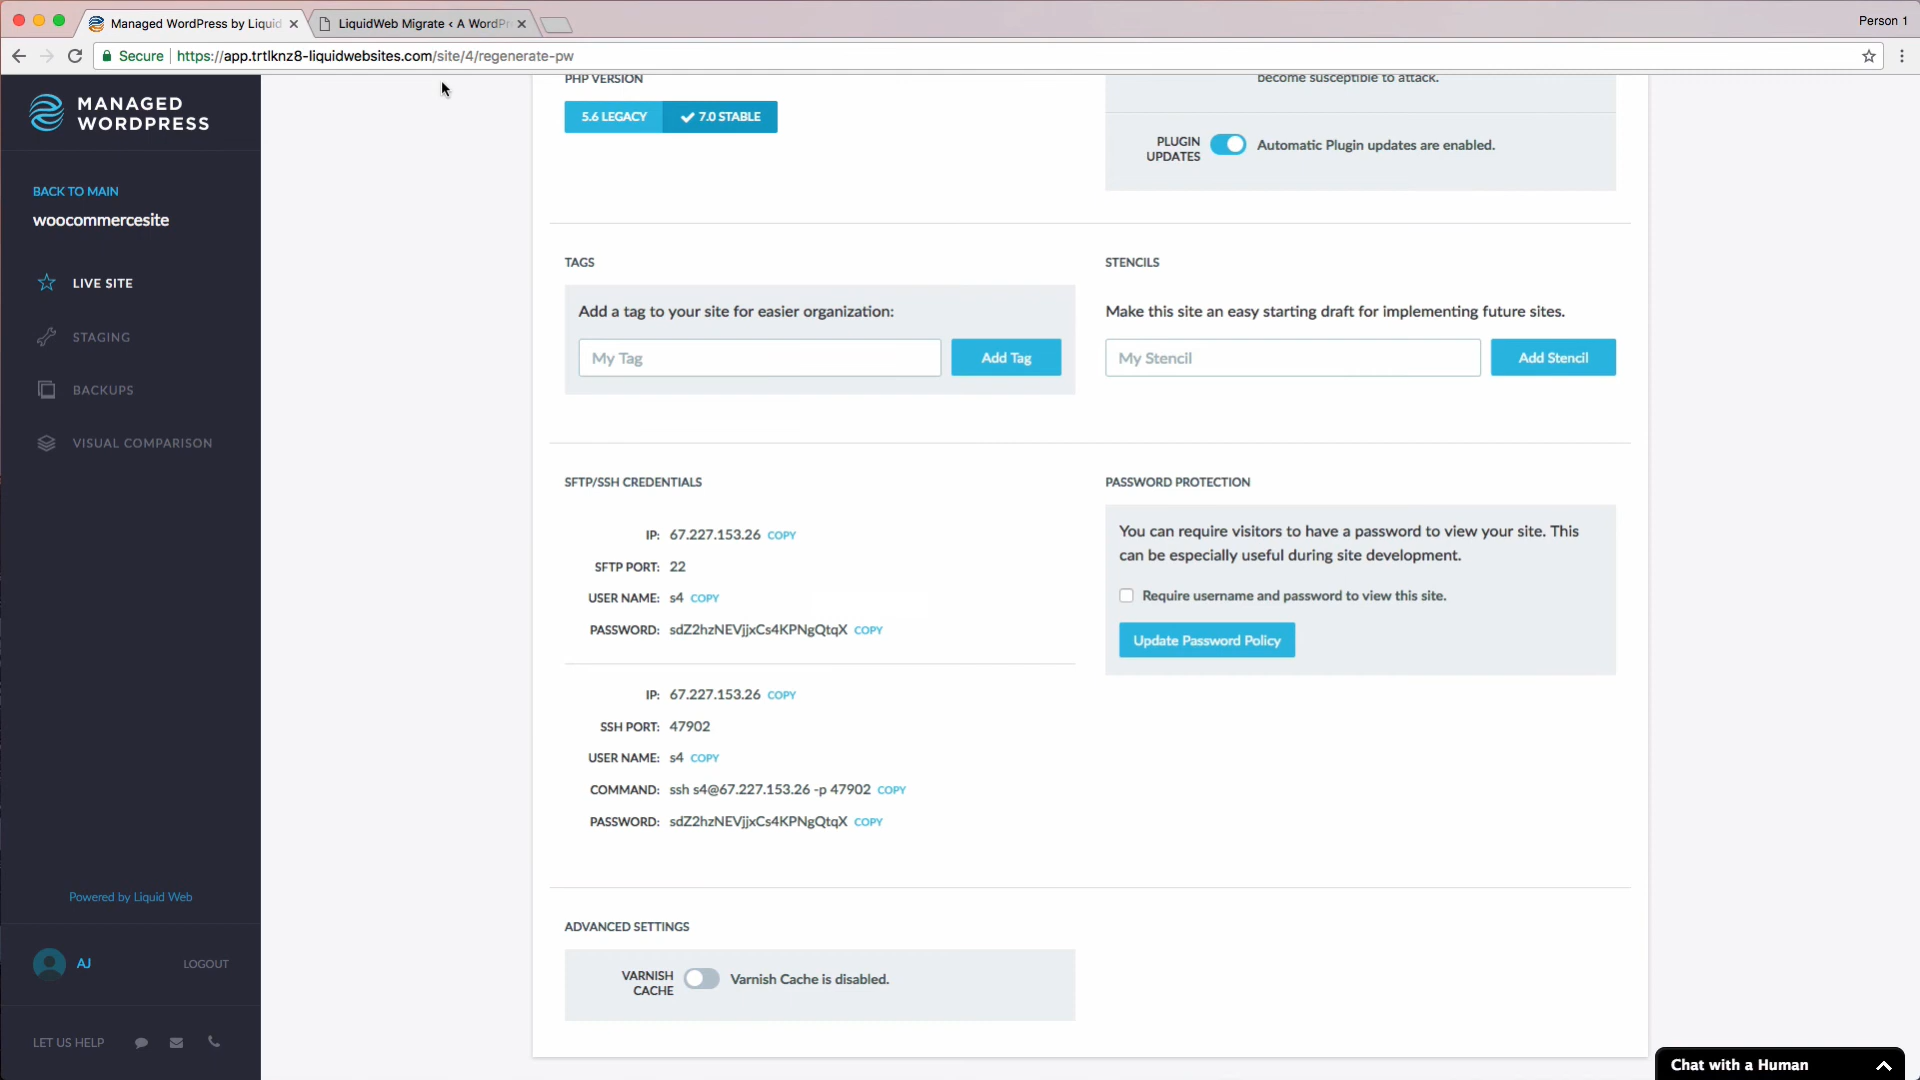 Managed WordPress by Liquid
LiquidWeb Migrate ‹ A WordPr
Person 1
Secure
https://app.trtlknz8-liquidwebsites.com/site/4/regenerate-pw
MANAGED
WORDPRESS
BACK TO MAIN
woocommercesite
LIVE SITE
STAGING
BACKUPS
VISUAL COMPARISON
Powered by Liquid Web
AJ
LOGOUT
LET US HELP
PHP VERSION
5.6 LEGACY
7.0 STABLE
become susceptible to attack.
PLUGIN
UPDATES
Automatic Plugin updates are enabled.
TAGS
Add a tag to your site for easier organization:
My Tag
Add Tag
STENCILS
Make this site an easy starting draft for implementing future sites.
My Stencil
Add Stencil
SFTP/SSH CREDENTIALS
IP: 67.227.153.26 COPY
SFTP PORT: 22
USER NAME: s4 COPY
PASSWORD: sdZ2hzNEVjjxCs4KPNgQtqX COPY
IP: 67.227.153.26 COPY
SSH PORT: 47902
USER NAME: s4 COPY
COMMAND: ssh s4@67.227.153.26 -p 47902 COPY
PASSWORD: sdZ2hzNEVjjxCs4KPNgQtqX COPY
PASSWORD PROTECTION
You can require visitors to have a password to view your site. This
can be especially useful during site development.
Require username and password to view this site.
Update Password Policy
ADVANCED SETTINGS
VARNISH
CACHE
Varnish Cache is disabled.
Chat with a Human